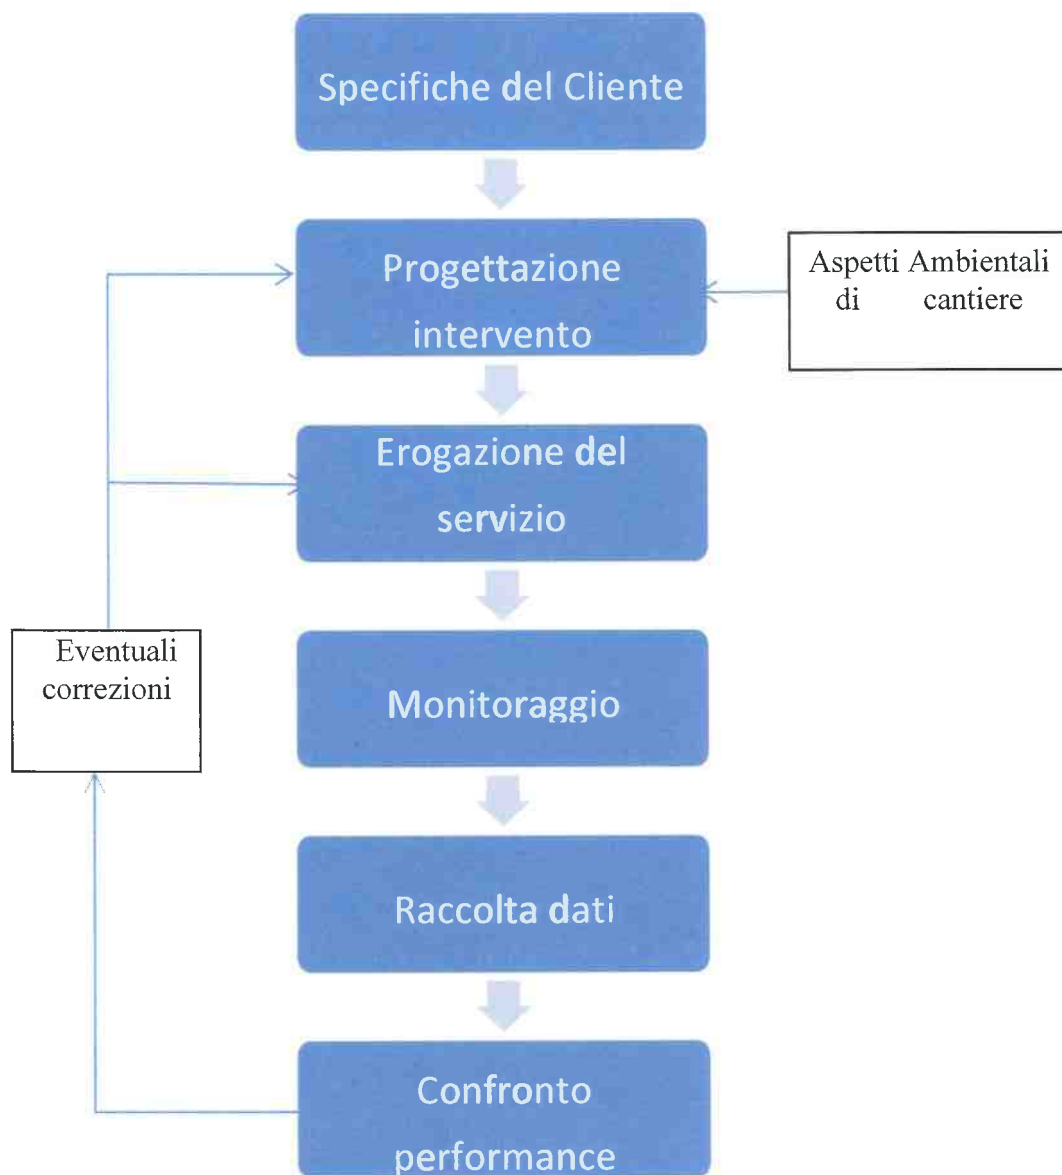 Specifiche del Cliente
Progettazione
intervento
Aspetti Ambientali
di cantiere
Erogazione del
servizio
Eventuali
correzioni
Monitoraggio
Raccolta dati
Confronto
performance